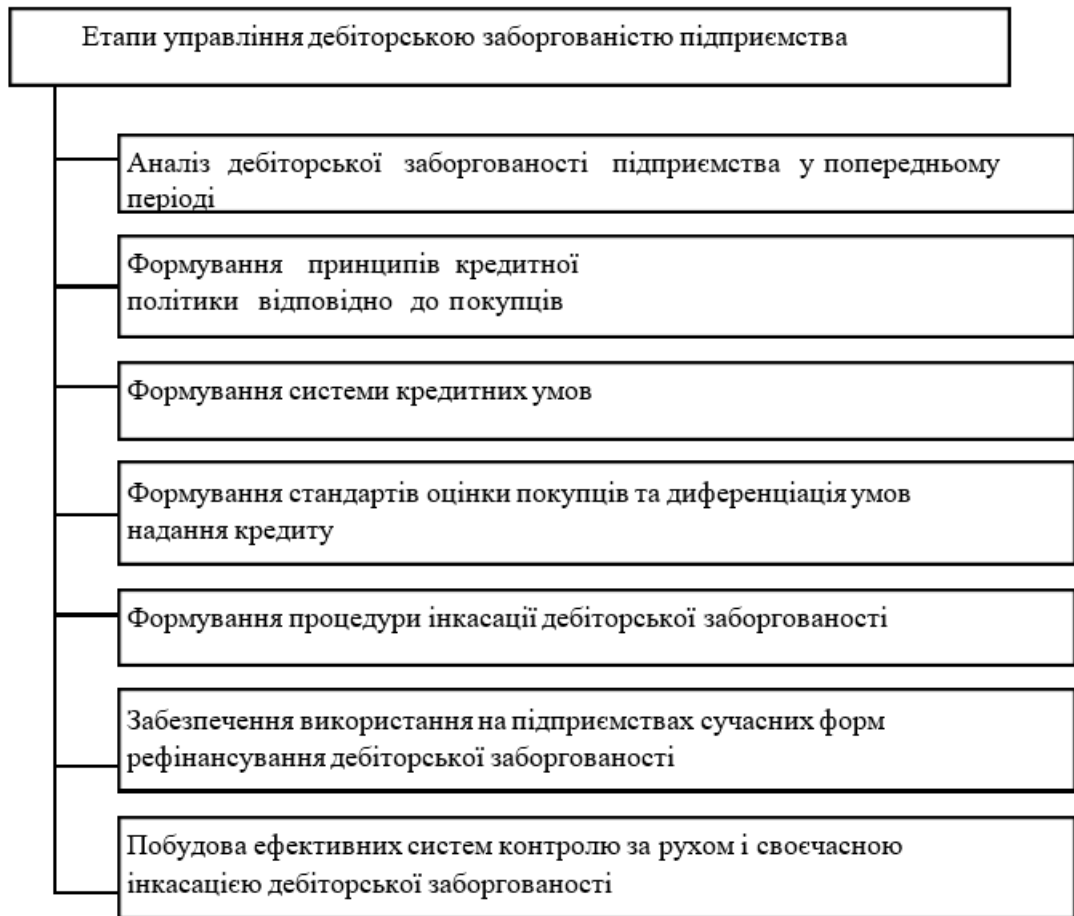 Етапи управління дебіторською заборгованістю підприємства
Аналіз дебіторської заборгованості підприємства у попередньому
періоді
Формування принципів кредитної
політики відповідно до покупців
Формування системи кредитних умов
Формування стандартів оцінки покупців та диференціація умов
надання кредиту
Формування процедури інкасації дебіторської заборгованості
Забезпечення використання на підприємствах сучасних форм
рефінансування дебіторської заборгованості
Побудова ефективних систем контролю за рухом і своєчасною
інкасацією дебіторської заборгованості